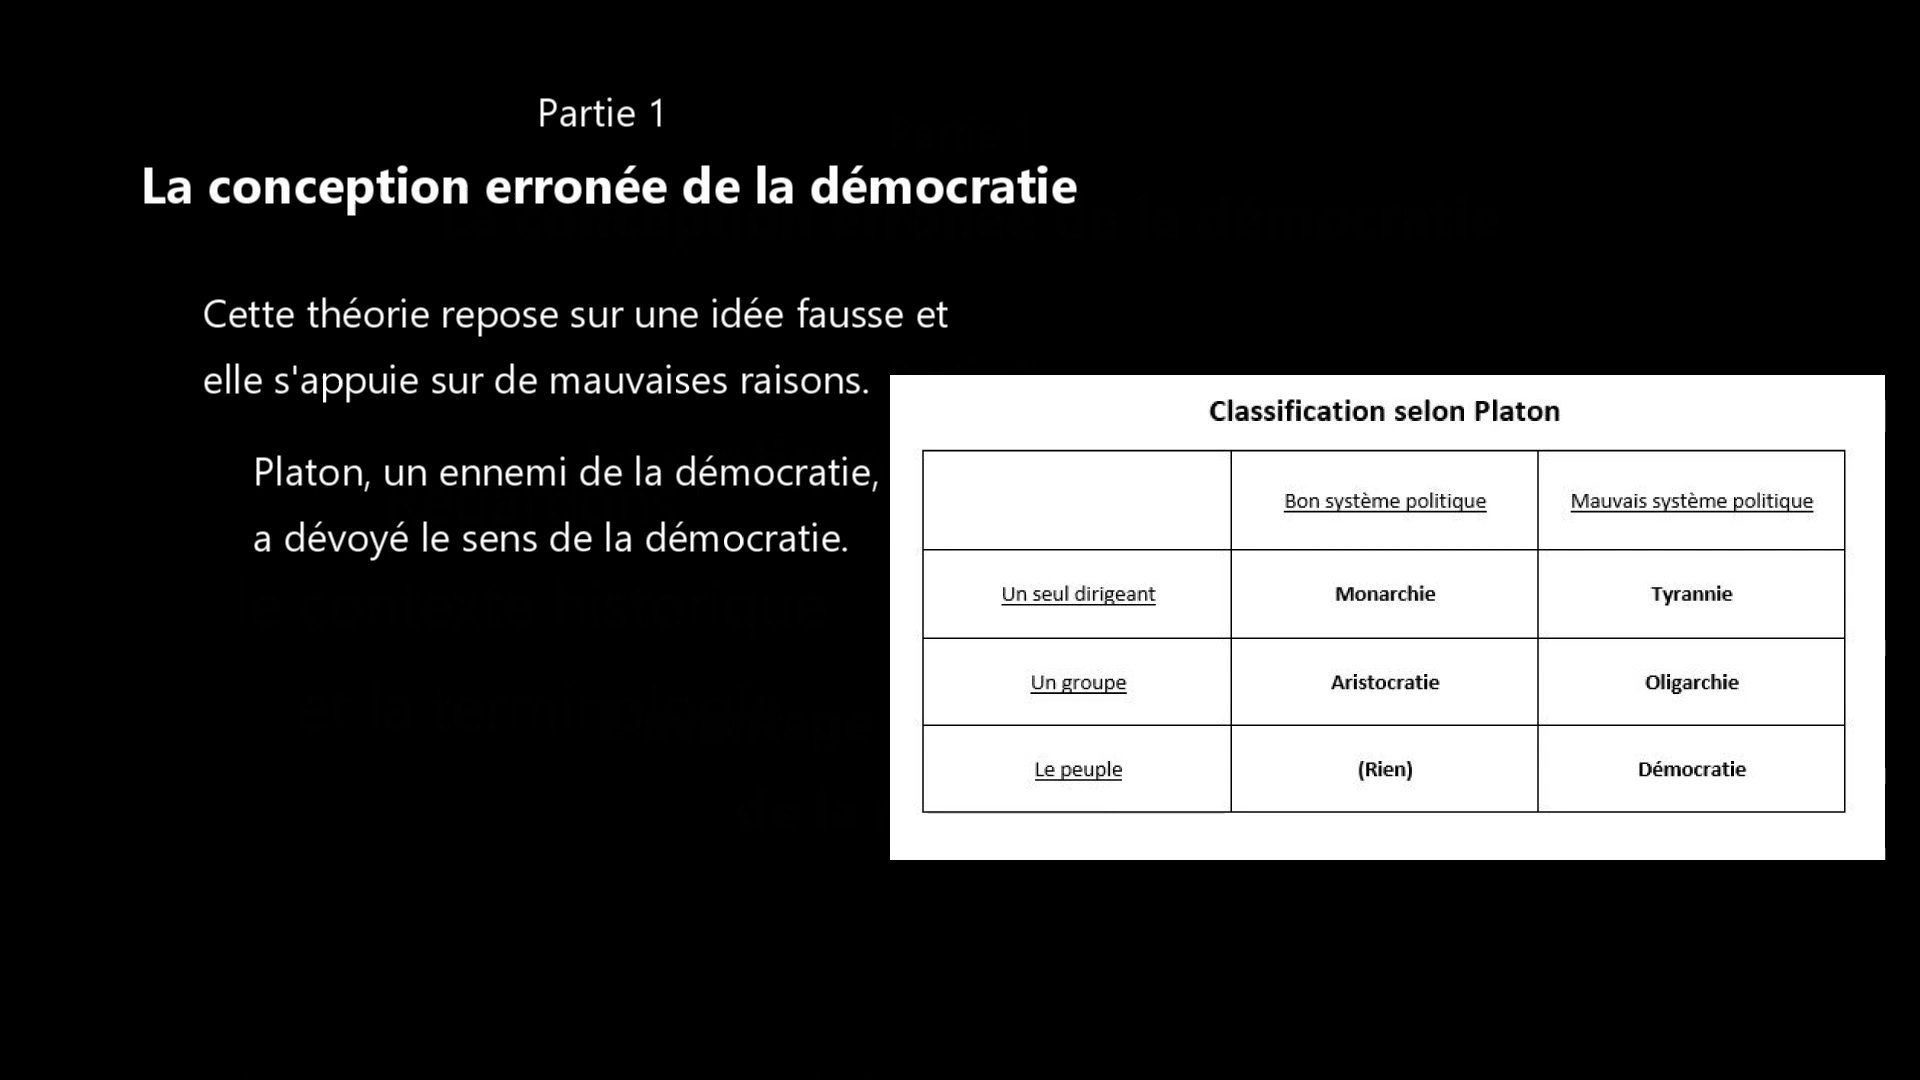 Partie 1
La conception erronée de la démocratie
Cette théorie repose sur une idée fausse et
elle s'appuie sur de mauvaises raisons.
Platon, un ennemi de la démocratie,
a dévoyé le sens de la démocratie.
Classification selon Platon
Bon système politique
Mauvais système politique
Un seul dirigeant
Monarchie
Tyrannie
Un groupe
Aristocratie
Oligarchie
Le peuple
(Rien)
Démocratie